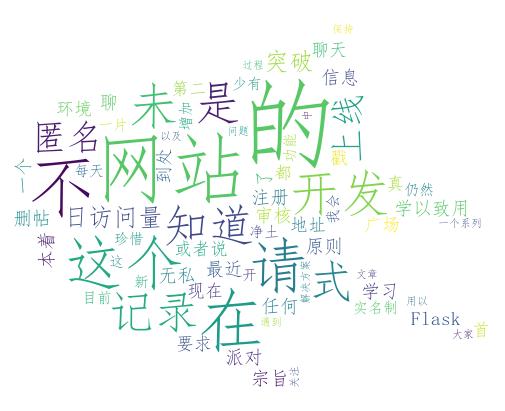 保持
过程
突破
聊天
第二
少有
信息
环境
聊
一片
增加
未
是
的
上线
匿名
问题
中
功能
以及
戳
不
网站
到处
一个
每天
了
都
开发
真
仍然
注册
我会
学以致用
日访问量
知道
审核
地址
广场
一个系列
本着
珍惜
净土
这个
或者说
请
原则
这
新
无私
最近
开
式
解决方案
文章
目前
现在
学习
记录
在
任何
实名制
用以
遇到
Flask
首
大家
要求
派对
宗旨
关注